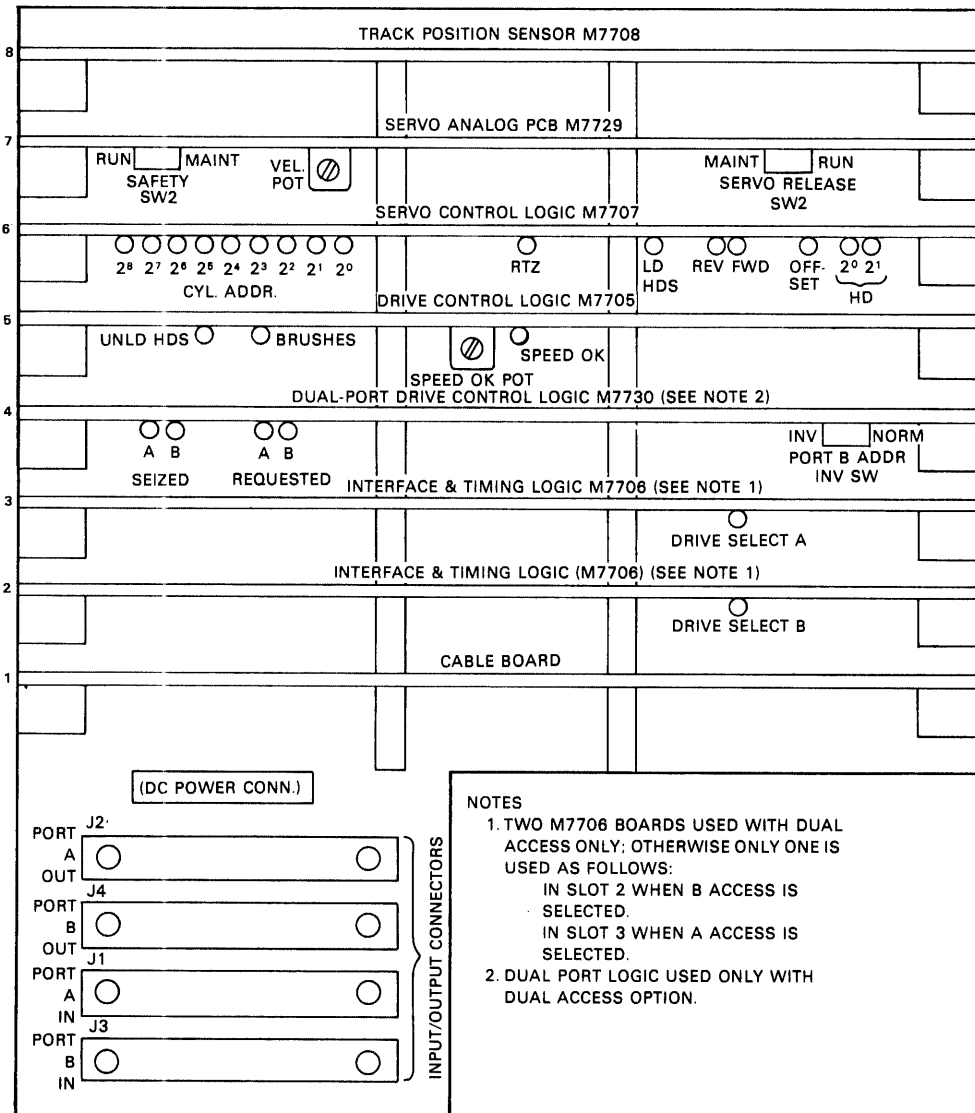 TRACK POSITION SENSOR M7708
8
SERVO ANALOG PCB M7729
7
RUN MAINT VEL. POT MAINT RUN
SAFETY SW2 SERVO RELEASE SW2
SERVO CONTROL LOGIC M7707
6
2⁸ 2⁷ 2⁶ 2⁵ 2⁴ 2³ 2² 2¹ 2⁰ RTZ LD HDS REV FWD OFF-SET 2⁰ 2¹
CYL. ADDR. HD
DRIVE CONTROL LOGIC M7705
5
UNLD HDS BRUSHES SPEED OK
SPEED OK POT
DUAL-PORT DRIVE CONTROL LOGIC M7730 (SEE NOTE 2)
4
A B A B INV NORM
SEIZED REQUESTED PORT B ADDR
INV SW
INTERFACE & TIMING LOGIC M7706 (SEE NOTE 1)
3
DRIVE SELECT A
INTERFACE & TIMING LOGIC (M7706) (SEE NOTE 1)
2
DRIVE SELECT B
CABLE BOARD
1
(DC POWER CONN.)
J2
PORT
A
OUT
J4
PORT
B
OUT
J1
PORT
A
IN
J3
PORT
B
IN
INPUT/OUTPUT CONNECTORS
NOTES
1. TWO M7706 BOARDS USED WITH DUAL
ACCESS ONLY; OTHERWISE ONLY ONE IS
USED AS FOLLOWS:
IN SLOT 2 WHEN B ACCESS IS
SELECTED.
IN SLOT 3 WHEN A ACCESS IS
SELECTED.
2. DUAL PORT LOGIC USED ONLY WITH
DUAL ACCESS OPTION.